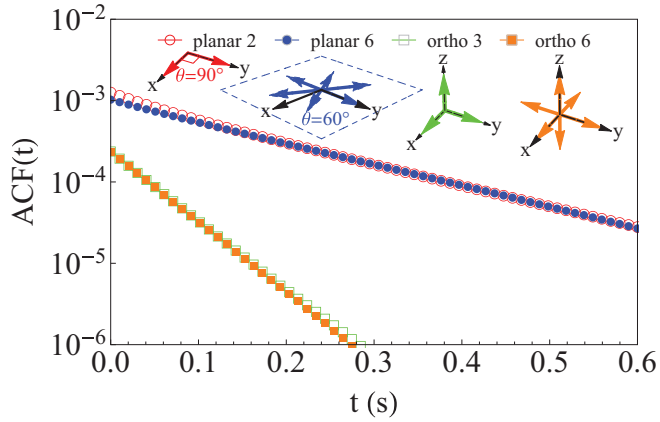 10⁻²
planar 2 planar 6 ortho 3 ortho 6
x θ=90° y
x θ=60° y
z x y
z x y
10⁻³
10⁻⁴
10⁻⁵
10⁻⁶
ACF(t)
0.0 0.1 0.2 0.3 0.4 0.5 0.6
t (s)